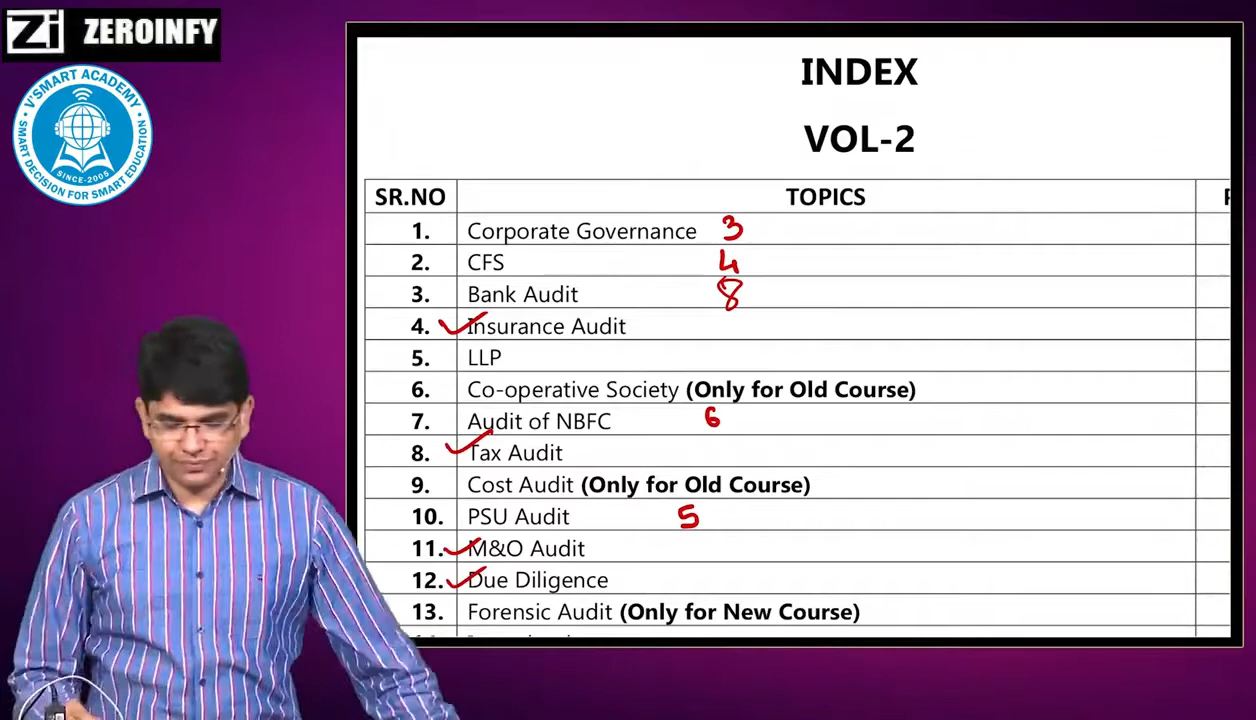 Zi ZEROINFY
V'SMART ACADEMY
SINCE-2005
SMART DECISION FOR SMART EDUCATION
INDEX
VOL-2
SR.NO TOPICS
1. Corporate Governance 3
2. CFS 4
3. Bank Audit 8
4. Insurance Audit
5. LLP
6. Co-operative Society (Only for Old Course)
7. Audit of NBFC 6
8. Tax Audit
9. Cost Audit (Only for Old Course)
10. PSU Audit 5
11. M&O Audit
12. Due Diligence
13. Forensic Audit (Only for New Course)